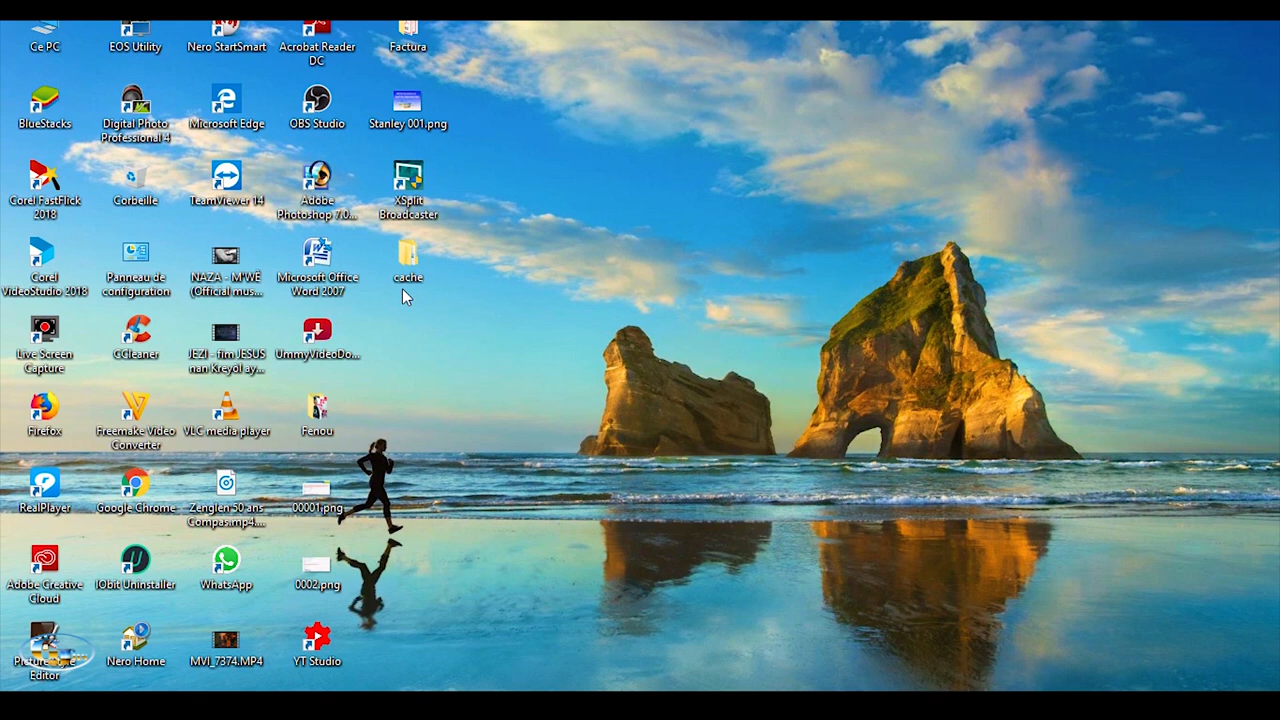 Ce PC
EOS Utility
Nero StartSmart
Acrobat Reader
DC
Factura
BlueStacks
Digital Photo
Professional 4
Microsoft Edge
OBS Studio
Stanley 001.png
Corel FastFlick
2018
Corbeille
TeamViewer 14
Adobe
Photoshop 7.0...
XSplit
Broadcaster
Corel
VideoStudio 2018
Panneau de
configuration
NAZA - M'WÈ
(Official mus...
Microsoft Office
Word 2007
cache
Live Screen
Capture
CCleaner
JEZI - fim JESUS
nan Kreyòl ay...
UmmyVideoDo...
Firefox
Freemake Video
Converter
VLC media player
Fenou
RealPlayer
Google Chrome
Zenglen 50 ans
Compas.mp4....
00001.png
Adobe Creative
Cloud
IObit Uninstaller
WhatsApp
0002.png
Editor
Nero Home
MVI_7374.MP4
YT Studio